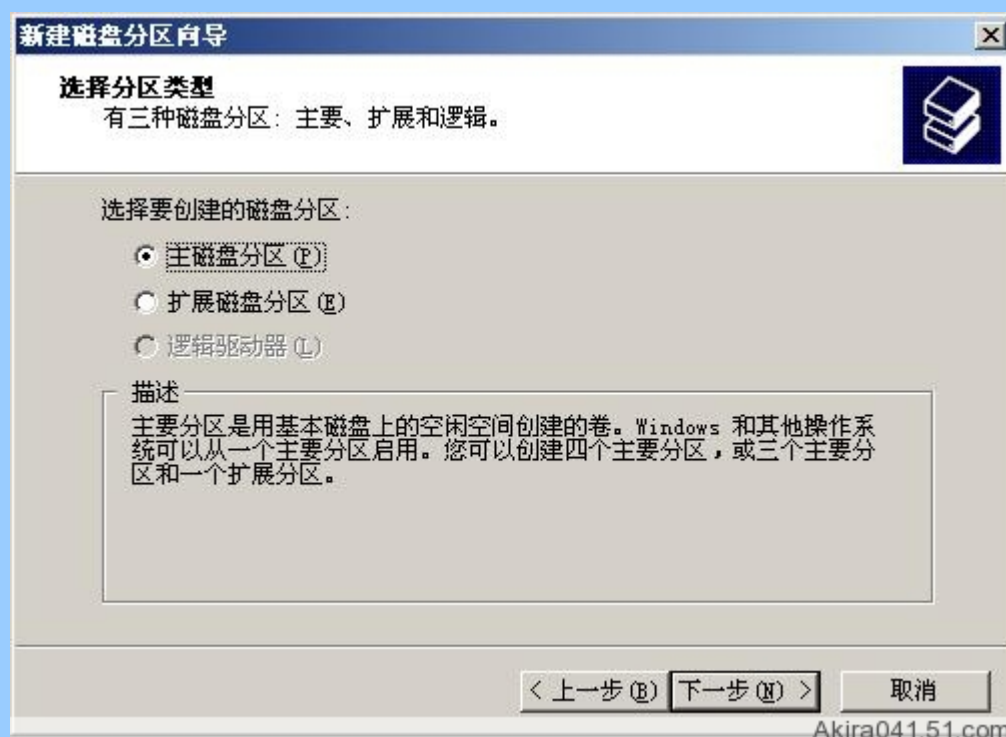 新建磁盘分区向导
选择分区类型
有三种磁盘分区：主要、扩展和逻辑。
选择要创建的磁盘分区：
主磁盘分区(P)
扩展磁盘分区(E)
逻辑驱动器(L)
描述
主要分区是用基本磁盘上的空闲空间创建的卷。Windows 和其他操作系
统可以从一个主要分区启用。您可以创建四个主要分区，或三个主要分
区和一个扩展分区。
< 上一步(B) 下一步(N) > 取消
Akira041.51.com